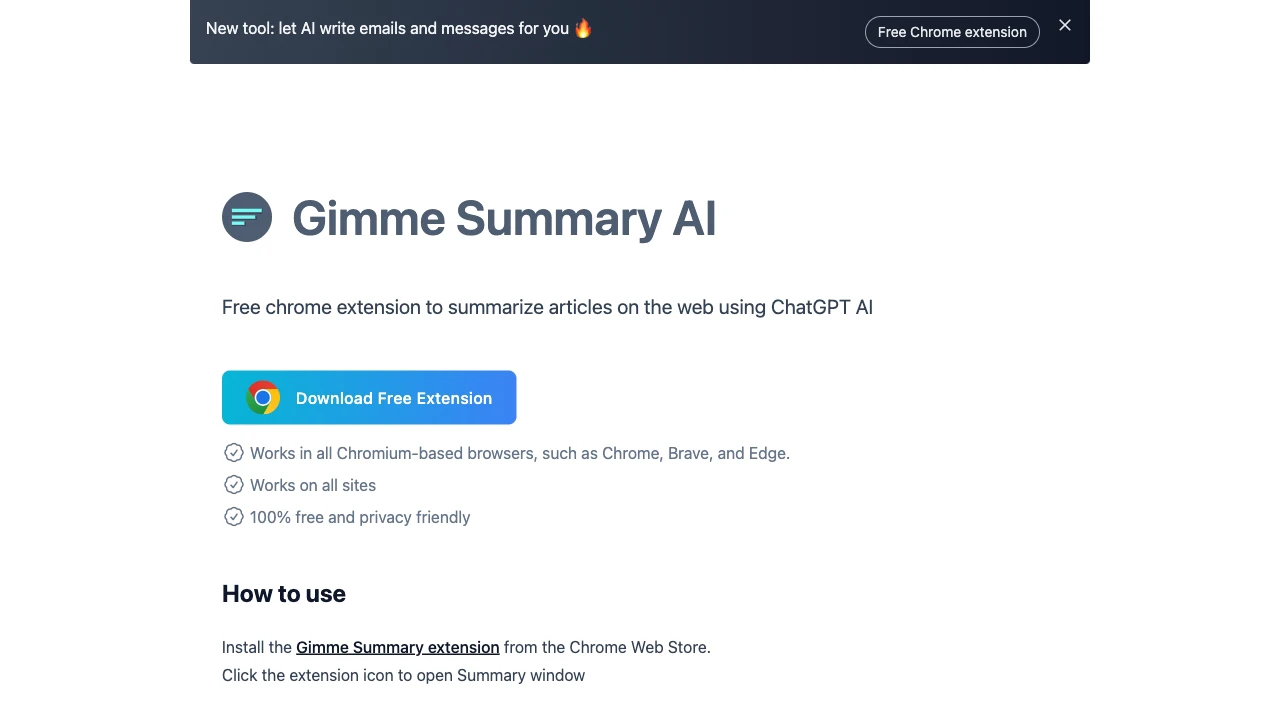 New tool: let AI write emails and messages for you 🔥
Free Chrome extension
Gimme Summary AI
Free chrome extension to summarize articles on the web using ChatGPT AI
Download Free Extension
Works in all Chromium-based browsers, such as Chrome, Brave, and Edge.
Works on all sites
100% free and privacy friendly
How to use
Install the Gimme Summary extension from the Chrome Web Store.
Click the extension icon to open Summary window